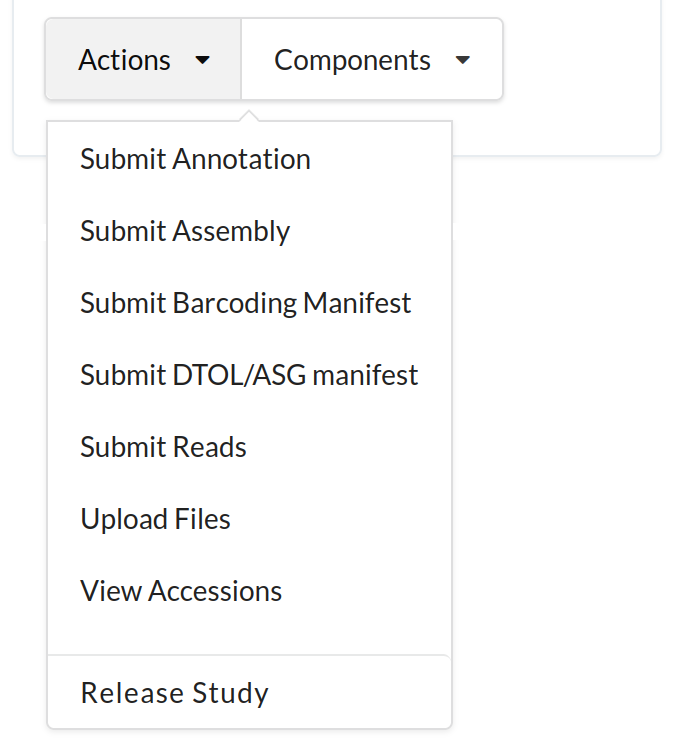 Actions
Components
Submit Annotation
Submit Assembly
Submit Barcoding Manifest
Submit DTOL/ASG manifest
Submit Reads
Upload Files
View Accessions
Release Study